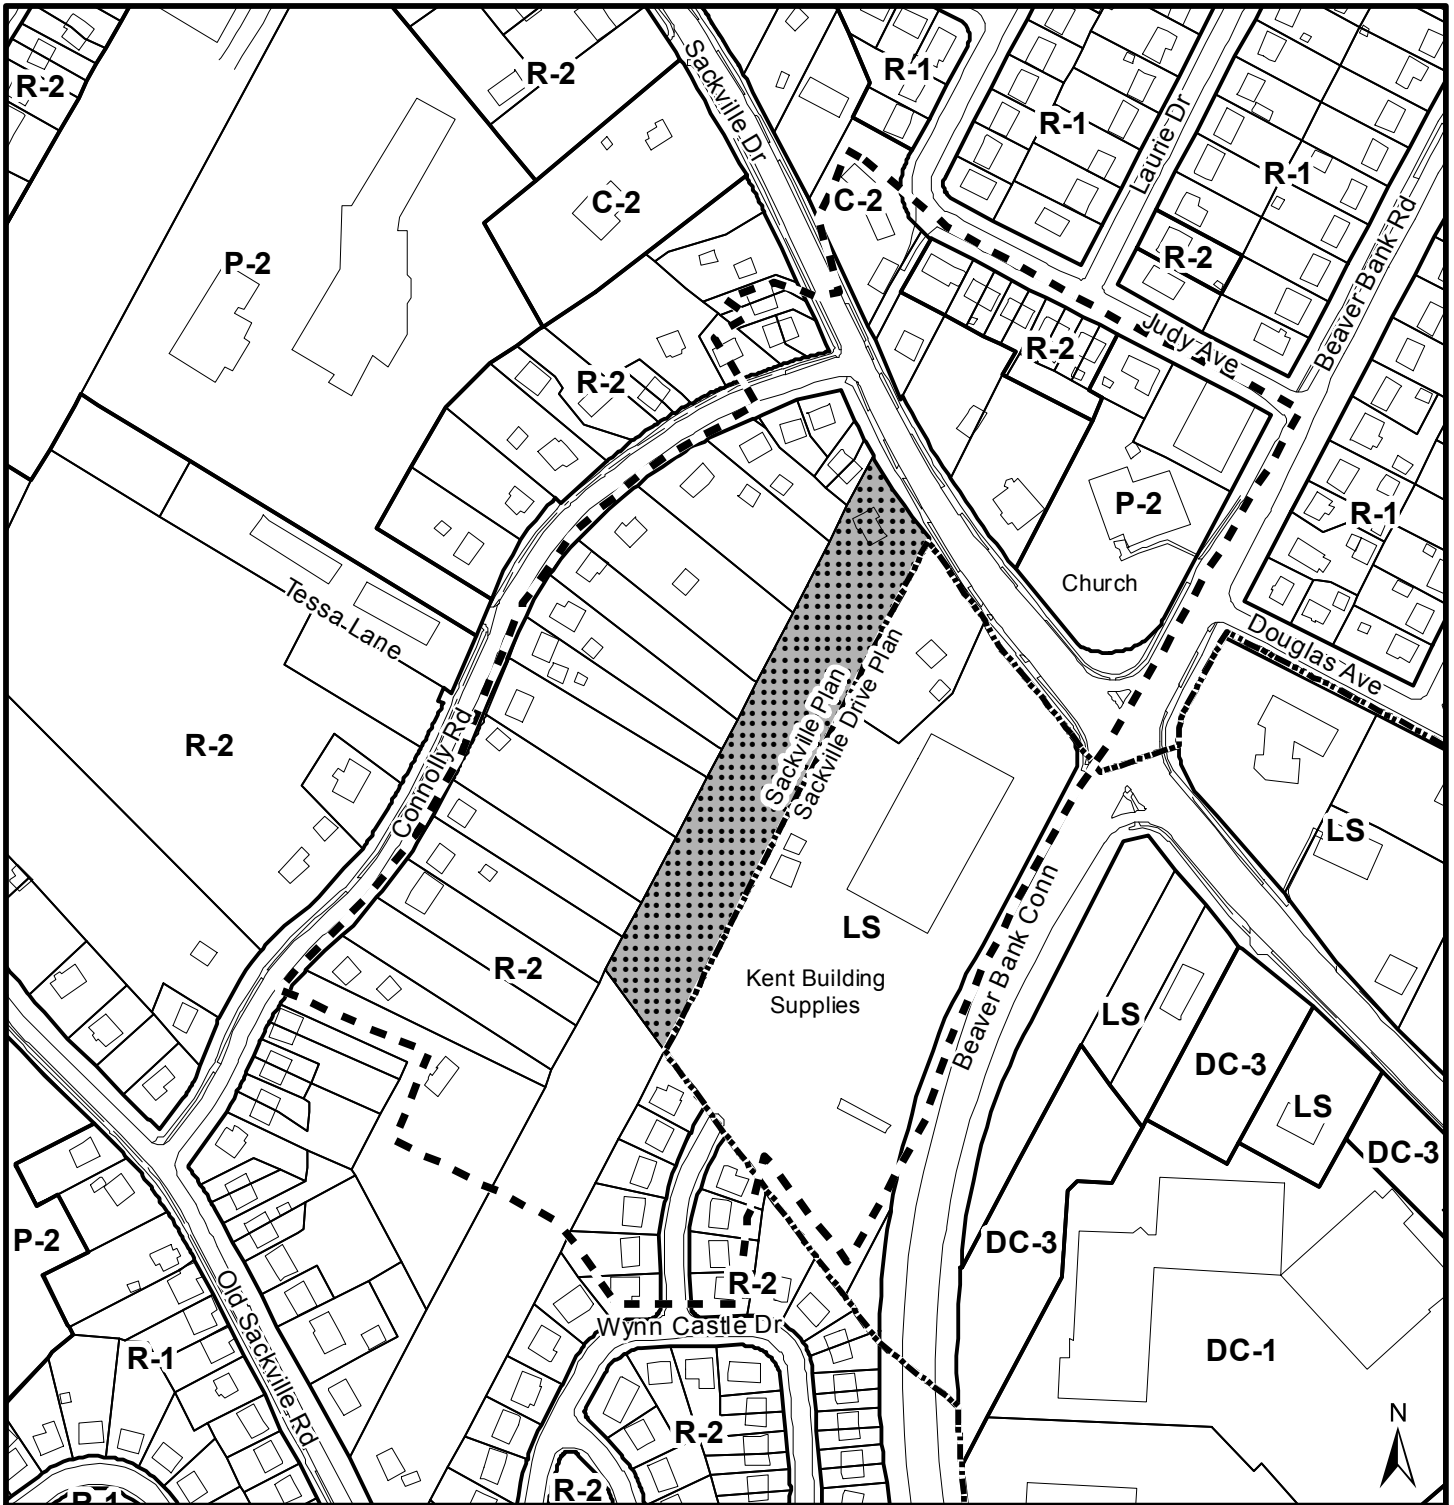 R-2
R-2
Sackville Dr
R-1
R-1
Laurie Dr
R-1
C-2
C-2
Beaver Bank Rd
P-2
R-2
Judy Ave
R-2
R-2
P-2
R-1
Church
Tessa Lane
Douglas Ave
Sackville Plan
Sackville Drive Plan
R-2
Connolly Rd
LS
LS
R-2
Kent Building
Supplies
Beaver Bank Conn
LS
DC-3
LS
DC-3
P-2
DC-3
R-2
Wynn Castle Dr
Old Sackville Rd
R-1
DC-1
R-2
N
R-2
R-1